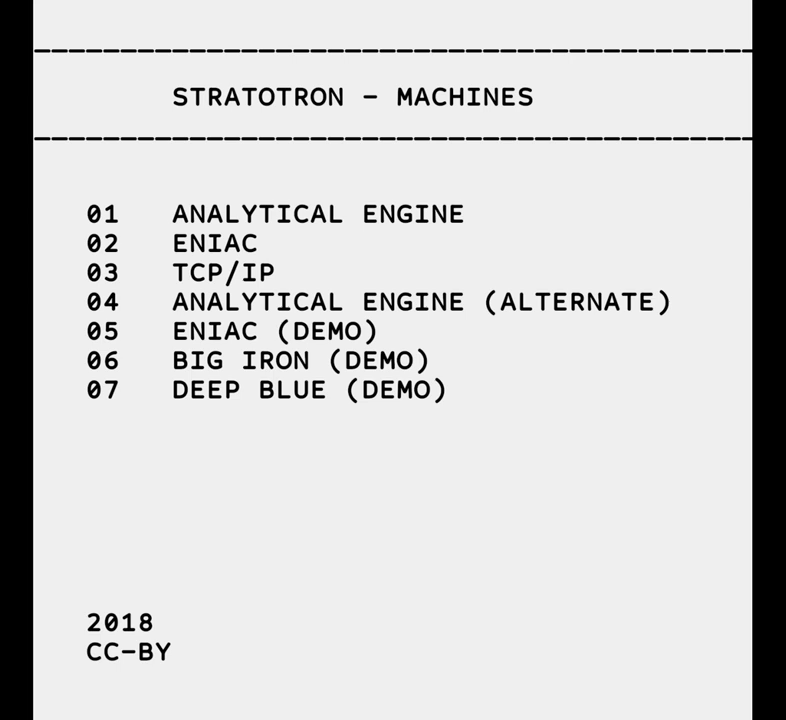 STRATOTRON - MACHINES
01 ANALYTICAL ENGINE
02 ENIAC
03 TCP/IP
04 ANALYTICAL ENGINE (ALTERNATE)
05 ENIAC (DEMO)
06 BIG IRON (DEMO)
07 DEEP BLUE (DEMO)
2018
CC-BY